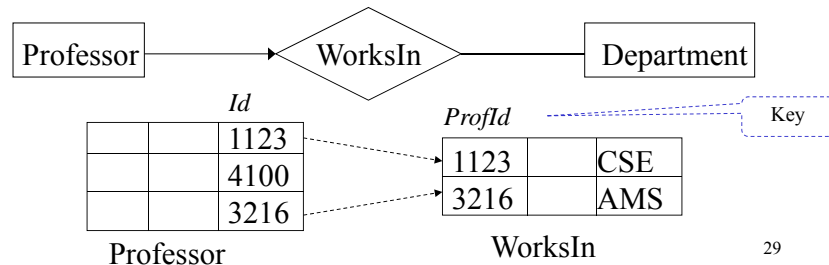 Professor WorksIn Department
Id
ProfId
Key
1123
4100
3216
1123 CSE
3216 AMS
Professor
WorksIn
29